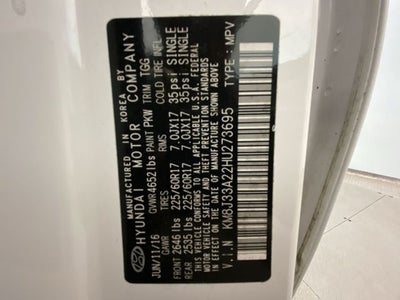 MANUFACTURED IN KOREA BY
HYUNDAI MOTOR COMPANY
GVWR 4652 lbs PAINT PKW TRIM TGG
JUN/11/16
GAWR TIRES RIMS COLD TIRE INFL
FRONT 2646 lbs 225/60R17 7.0JX17 35psi SINGLE
REAR 2535 lbs 225/60R17 7.0JX17 35psi SINGLE
THIS VEHICLE CONFORMS TO ALL APPLICABLE U.S.A. FEDERAL
MOTOR VEHICLE SAFETY, BUMPER, AND THEFT PREVENTION
STANDARDS IN EFFECT ON THE DATE OF MANUFACTURE SHOWN ABOVE
V.I.N : KM8J33A22HU273695 TYPE : MPV